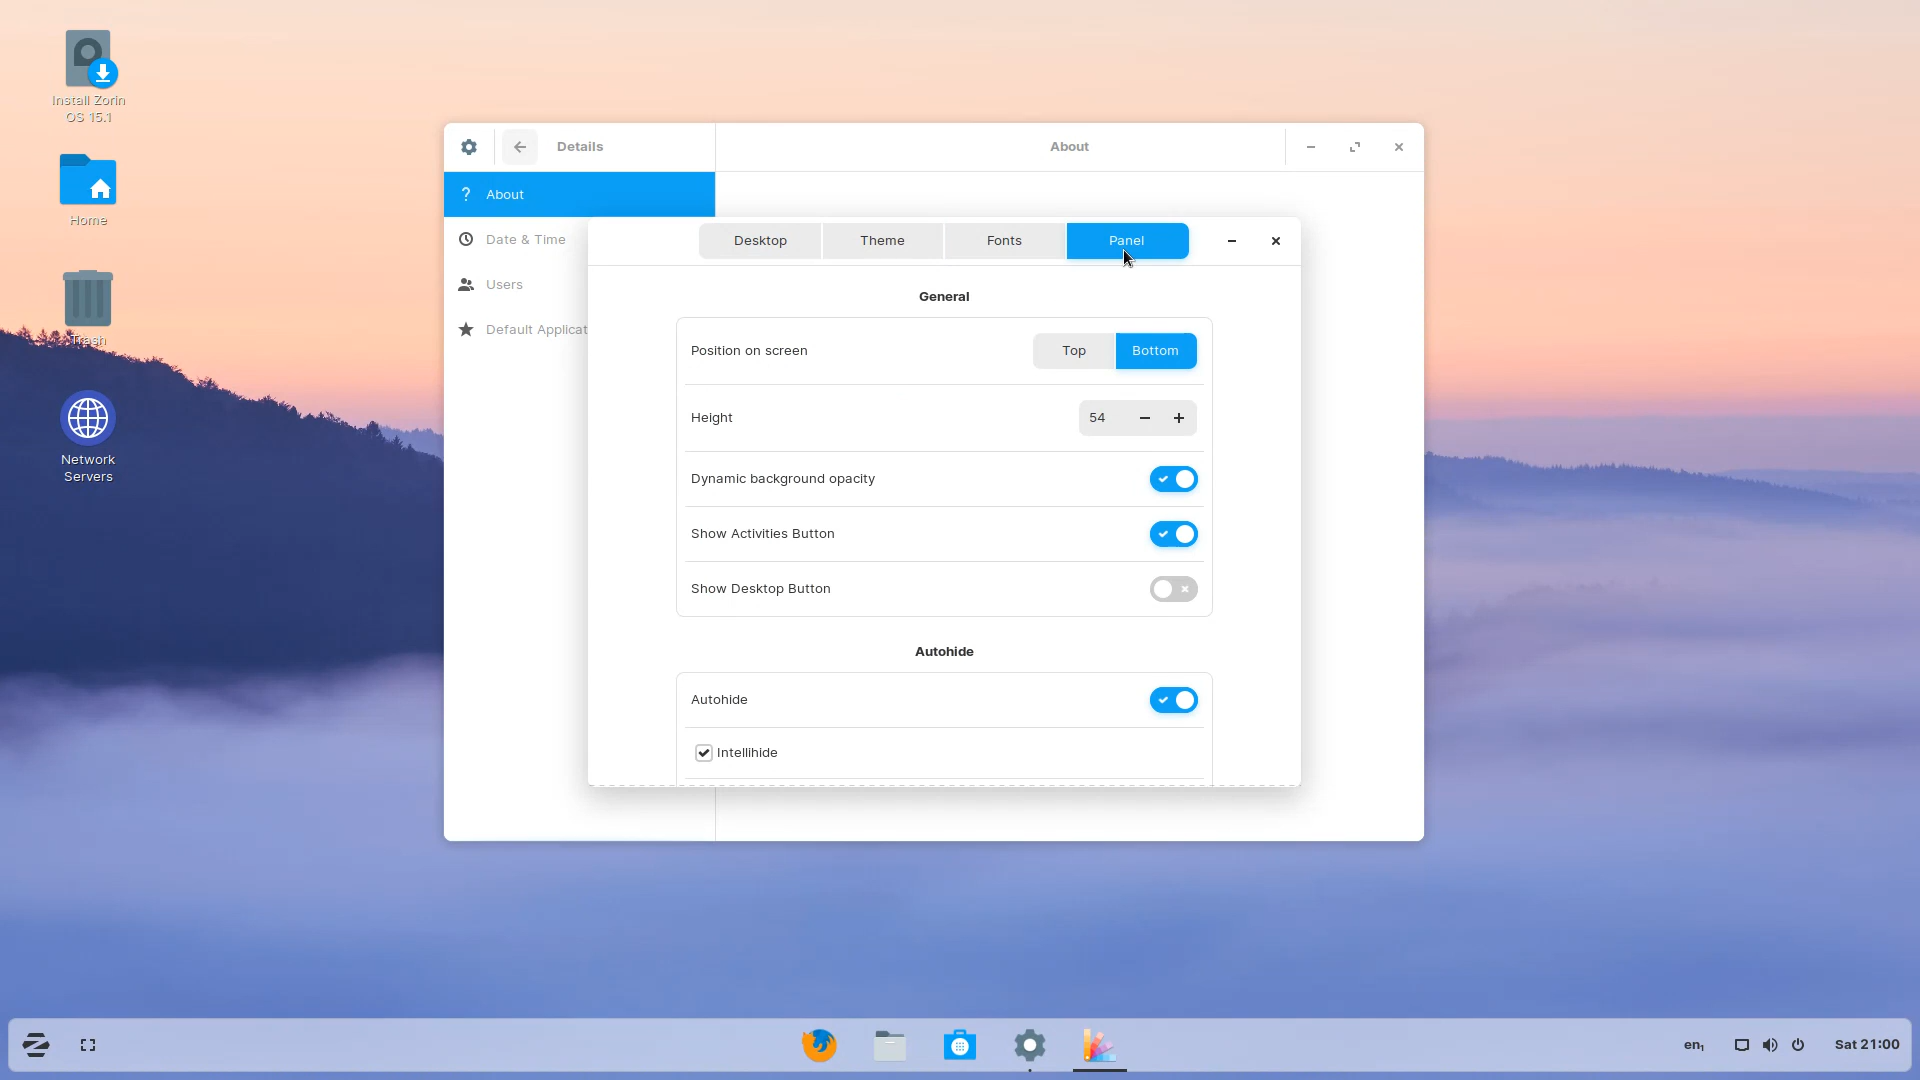 Install Zorin
OS 15.1
Home
Trash
Network
Servers
Details
About
About
Date & Time
Users
Default Applicat
Desktop
Theme
Fonts
Panel
General
Position on screen
Top
Bottom
Height
54
Dynamic background opacity
Show Activities Button
Show Desktop Button
Autohide
Autohide
Intellihide
en₁
Sat 21:00